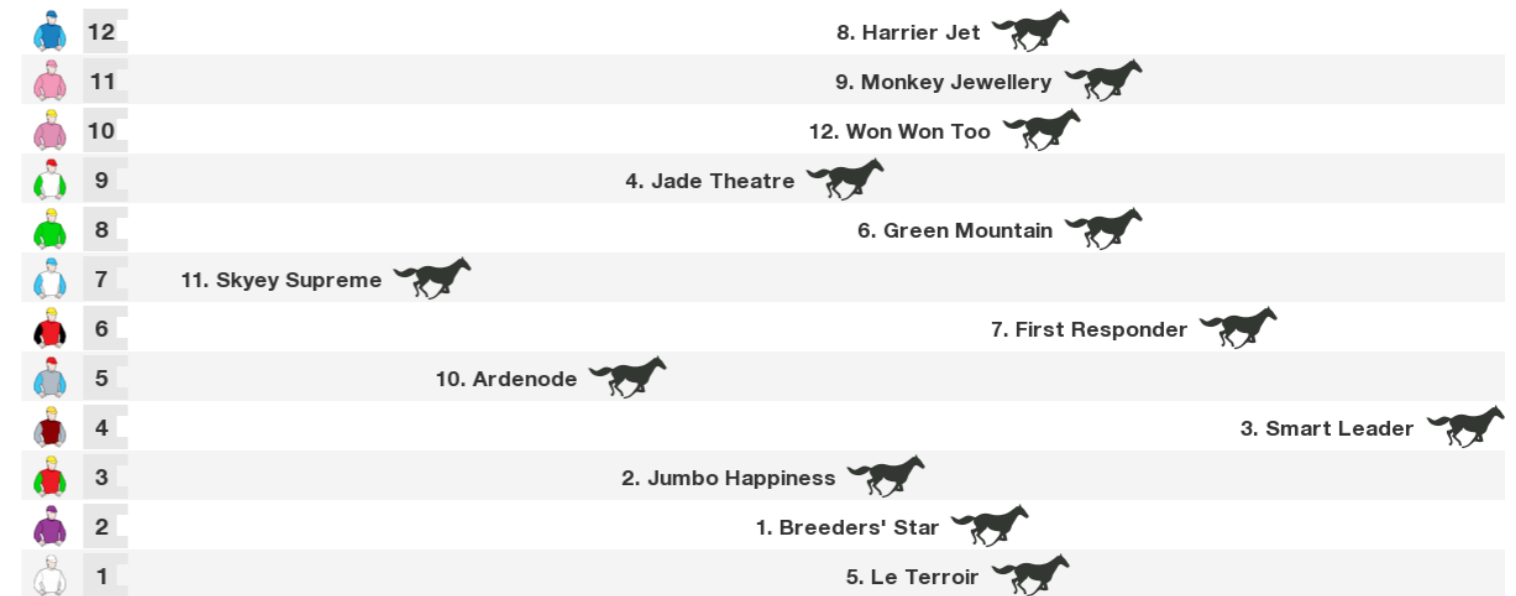 12 8. Harrier Jet
11 9. Monkey Jewellery
10 12. Won Won Too
9 4. Jade Theatre
8 6. Green Mountain
7 11. Skyey Supreme
6 7. First Responder
5 10. Ardenode
4 3. Smart Leader
3 2. Jumbo Happiness
2 1. Breeders' Star
1 5. Le Terroir